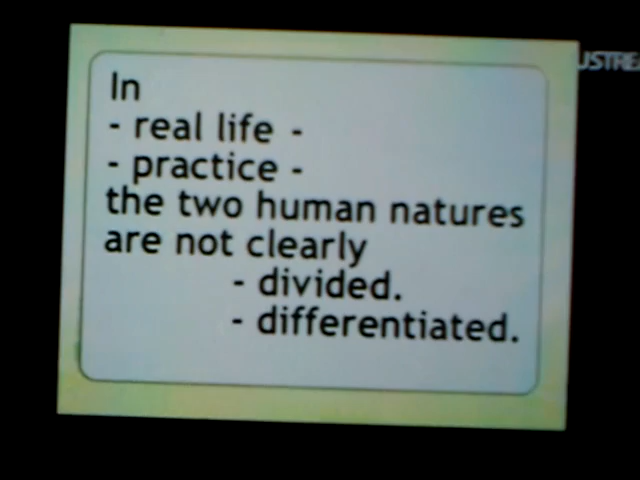 In
- real life -
- practice -
the two human natures
are not clearly
- divided.
- differentiated.